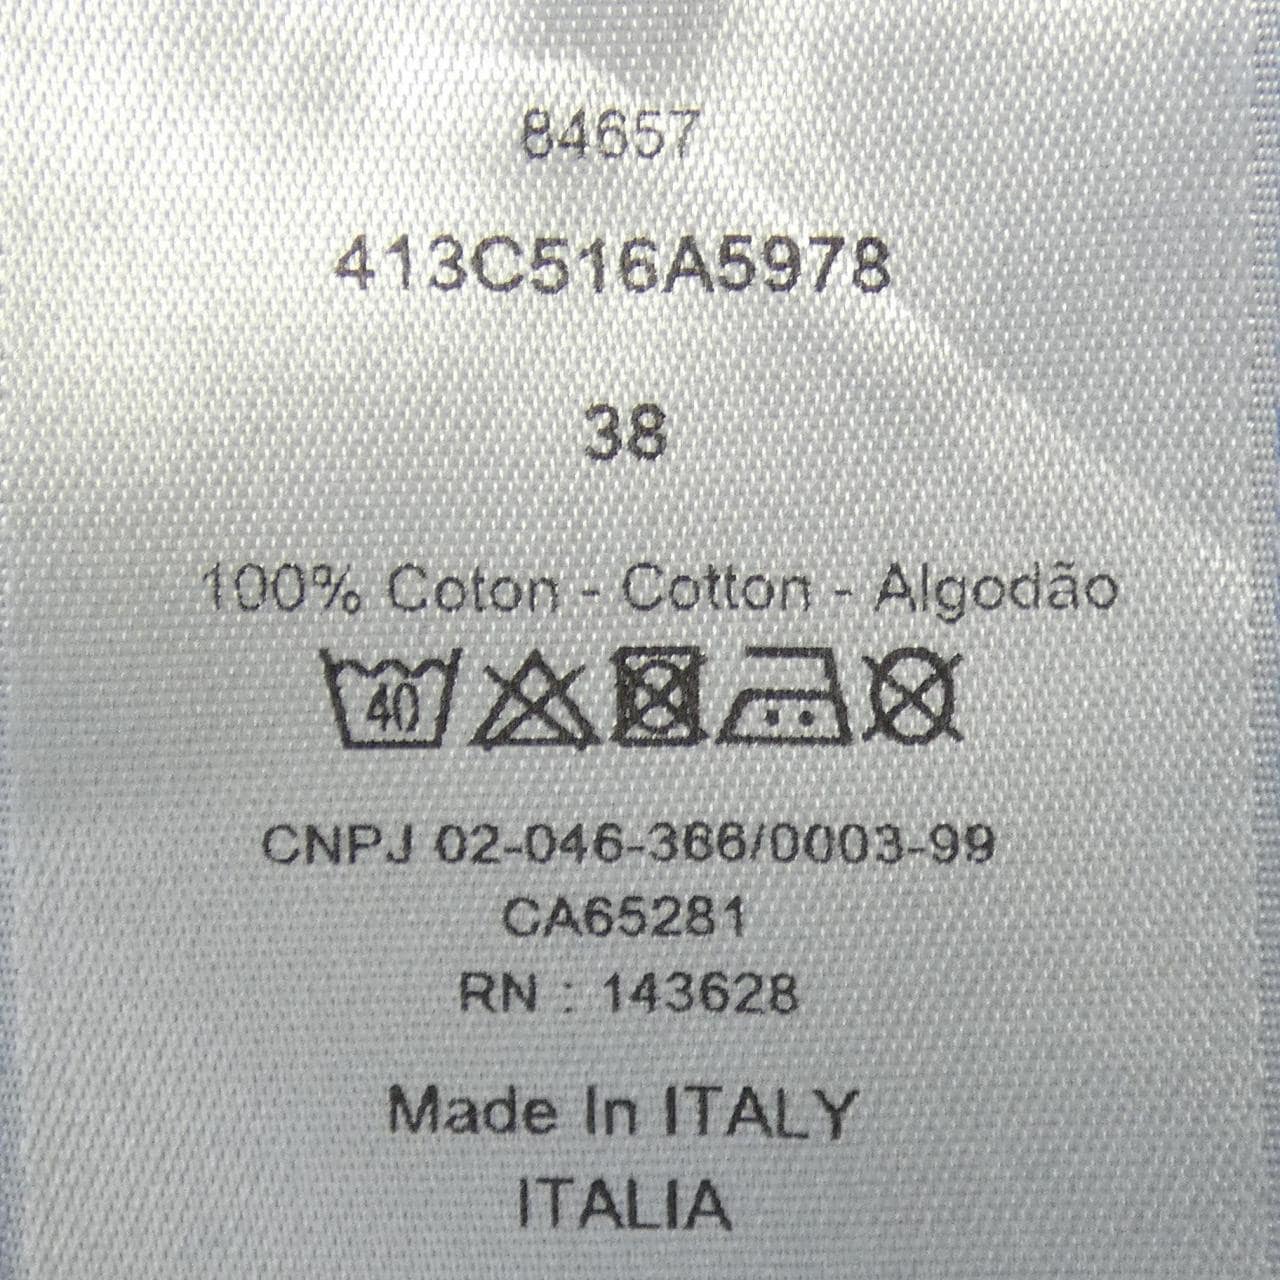 84657
413C516A5978
38
100% Coton - Cotton - Algodão
40
CNPJ 02-046-366/0003-99
CA65281
RN : 143628
Made In ITALY
ITALIA